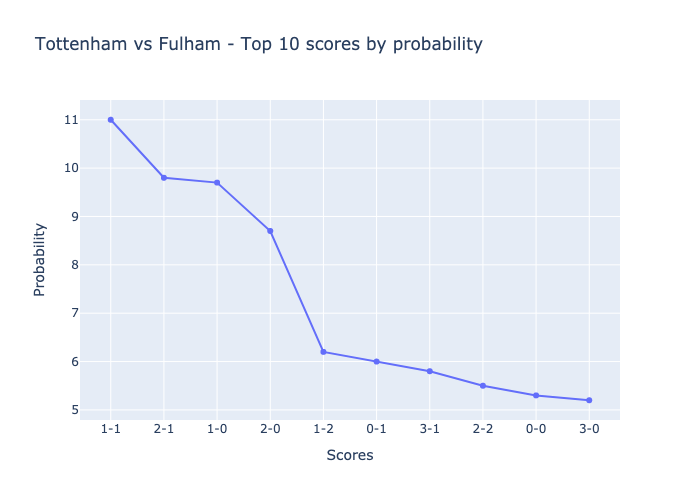 Tottenham vs Fulham - Top 10 scores by probability
Probability
11
10
9
8
7
6
5
1-1 2-1 1-0 2-0 1-2 0-1 3-1 2-2 0-0 3-0
Scores